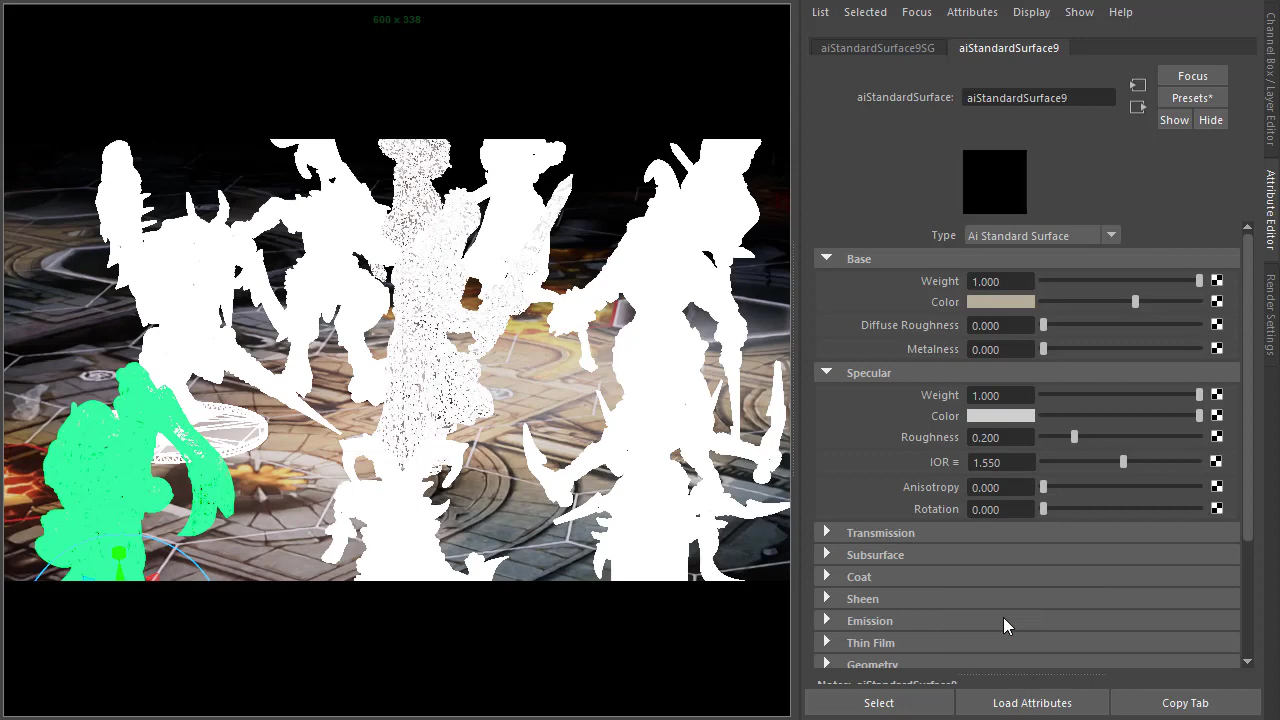 600 x 338
List Selected Focus Attributes Display Show Help
aiStandardSurface9SG aiStandardSurface9
Focus
aiStandardSurface: aiStandardSurface9
Presets*
Show Hide
Type Ai Standard Surface
Base
Weight 1.000
Color
Diffuse Roughness 0.000
Metalness 0.000
Specular
Weight 1.000
Color
Roughness 0.200
IOR = 1.550
Anisotropy 0.000
Rotation 0.000
Transmission
Subsurface
Coat
Sheen
Emission
Thin Film
Geometry
Notes: aiStandardSurface9
Select Load Attributes Copy Tab
Channel Box / Layer Editor
Attribute Editor
Render Settings